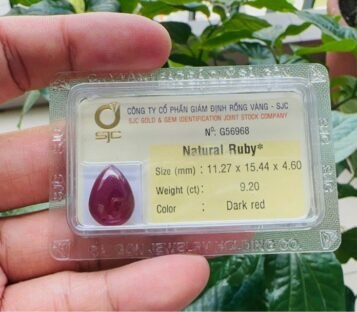 CÔNG TY CỔ PHẦN GIÁM ĐỊNH RỒNG VÀNG - SJC
SJC GOLD & GEM IDENTIFICATION JOINT STOCK COMPANY
SJC
Nº: G56968
Natural Ruby*
Size (mm) : 11.27 x 15.44 x 4.60
Weight (ct) : 9.20
Color : Dark red